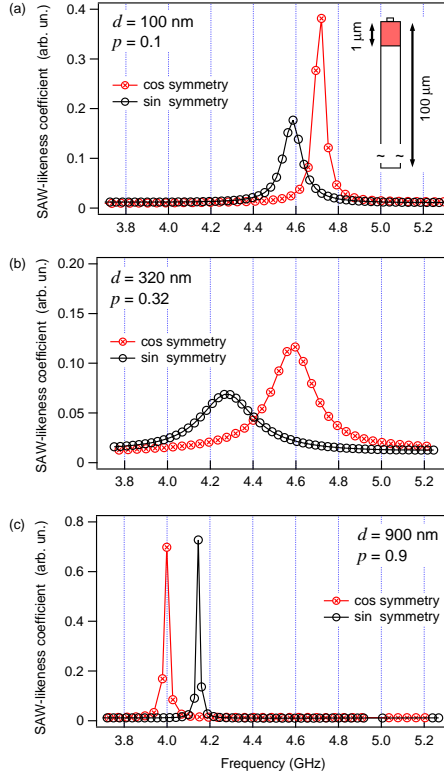 (a)
SAW-likeness coefficient (arb. un.)
0.4
0.3
0.2
0.1
0
d = 100 nm
p = 0.1
cos symmetry
sin symmetry
1 μm
100 μm
~ ~
3.8 4.0 4.2 4.4 4.6 4.8 5.0 5.2
(b)
SAW-likeness coefficient (arb. un.)
0.20
0.15
0.10
0.05
0
d = 320 nm
p = 0.32
cos symmetry
sin symmetry
3.8 4.0 4.2 4.4 4.6 4.8 5.0 5.2
(c)
SAW-likeness coefficient (arb. un.)
0.8
0.6
0.4
0.2
0
d = 900 nm
p = 0.9
cos symmetry
sin symmetry
3.8 4.0 4.2 4.4 4.6 4.8 5.0 5.2
Frequency (GHz)